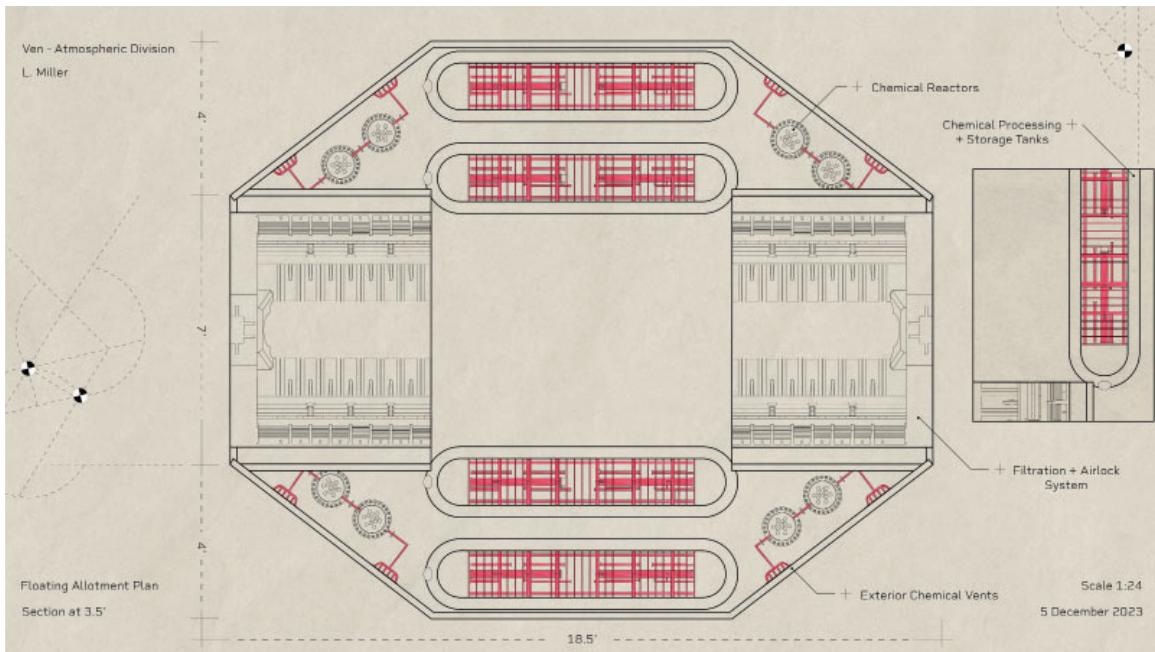 Ven - Atmospheric Division
L. Miller
Chemical Reactors
Chemical Processing
+ Storage Tanks
4'
7'
Filtration + Airlock
System
4'
Floating Allotment Plan
Section at 3.5'
Exterior Chemical Vents
Scale 1:24
5 December 2023
18.5'